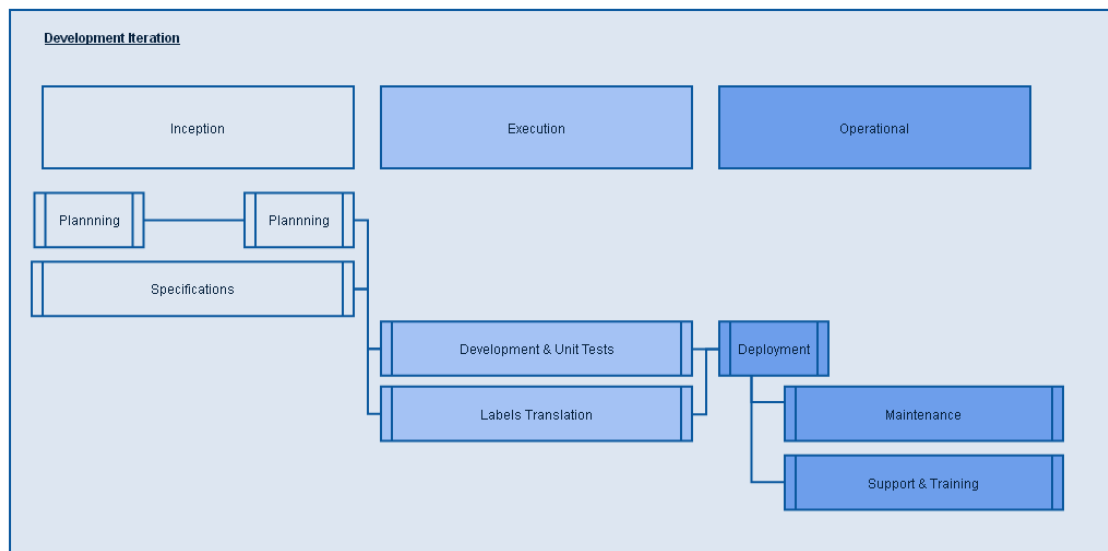 Development Iteration
Inception
Execution
Operational
Plannning
Plannning
Specifications
Development & Unit Tests
Deployment
Labels Translation
Maintenance
Support & Training